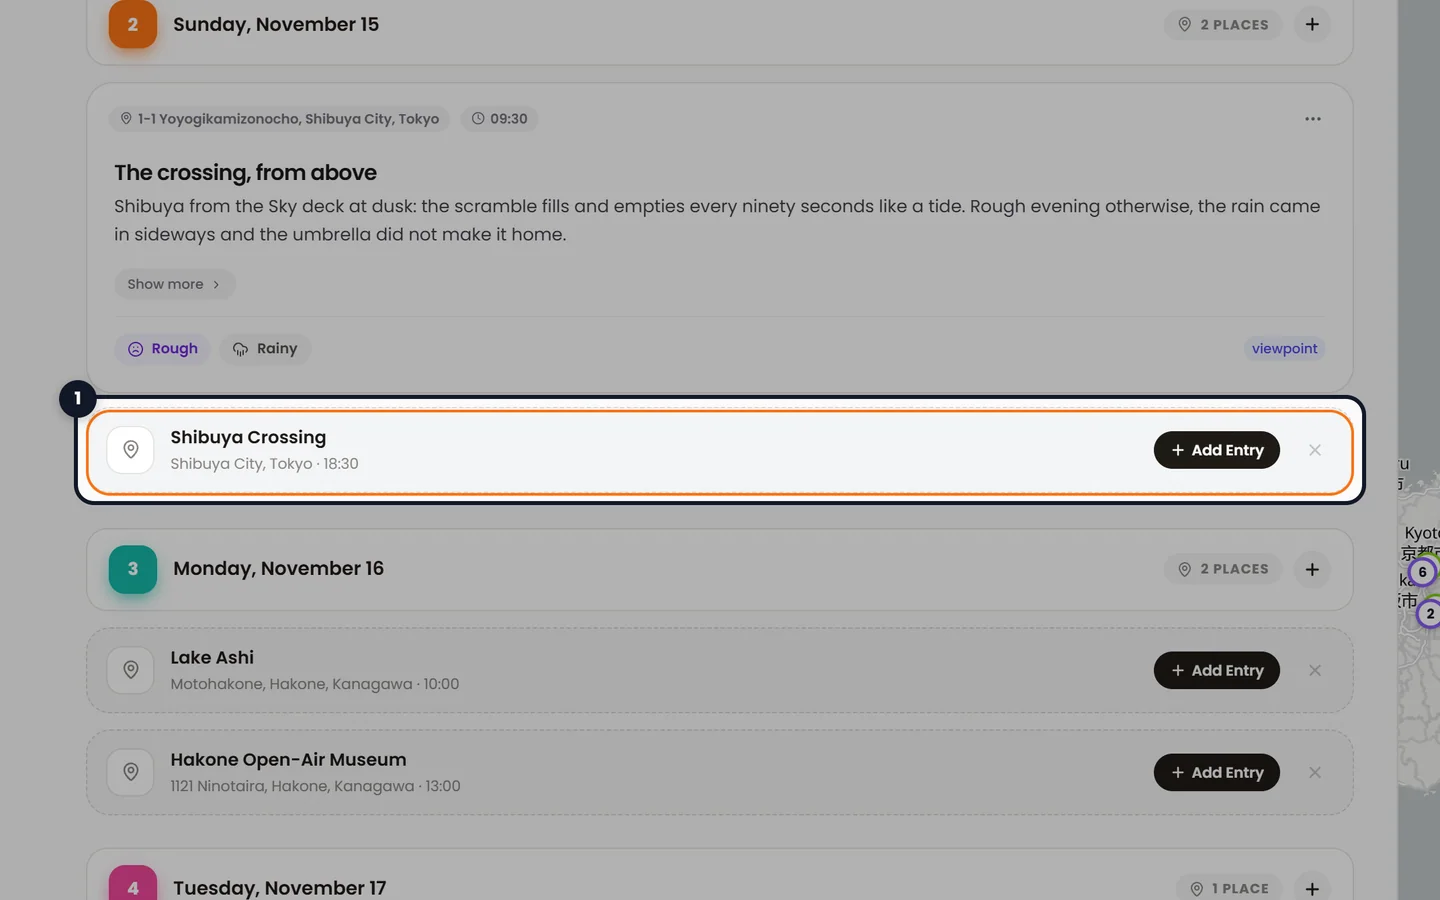 2 Sunday, November 15 2 PLACES +
1-1 Yoyogikamizonocho, Shibuya City, Tokyo 09:30
The crossing, from above
Shibuya from the Sky deck at dusk: the scramble fills and empties every ninety seconds like a tide. Rough evening otherwise, the rain came
in sideways and the umbrella did not make it home.
Show more >
Rough Rainy viewpoint
1
Shibuya Crossing
Shibuya City, Tokyo · 18:30
+ Add Entry
3 Monday, November 16 2 PLACES +
Lake Ashi
Motohakone, Hakone, Kanagawa · 10:00
+ Add Entry
Hakone Open-Air Museum
1121 Ninotaira, Hakone, Kanagawa · 13:00
+ Add Entry
4 Tuesday, November 17 1 PLACE +
Kyoto
6
2